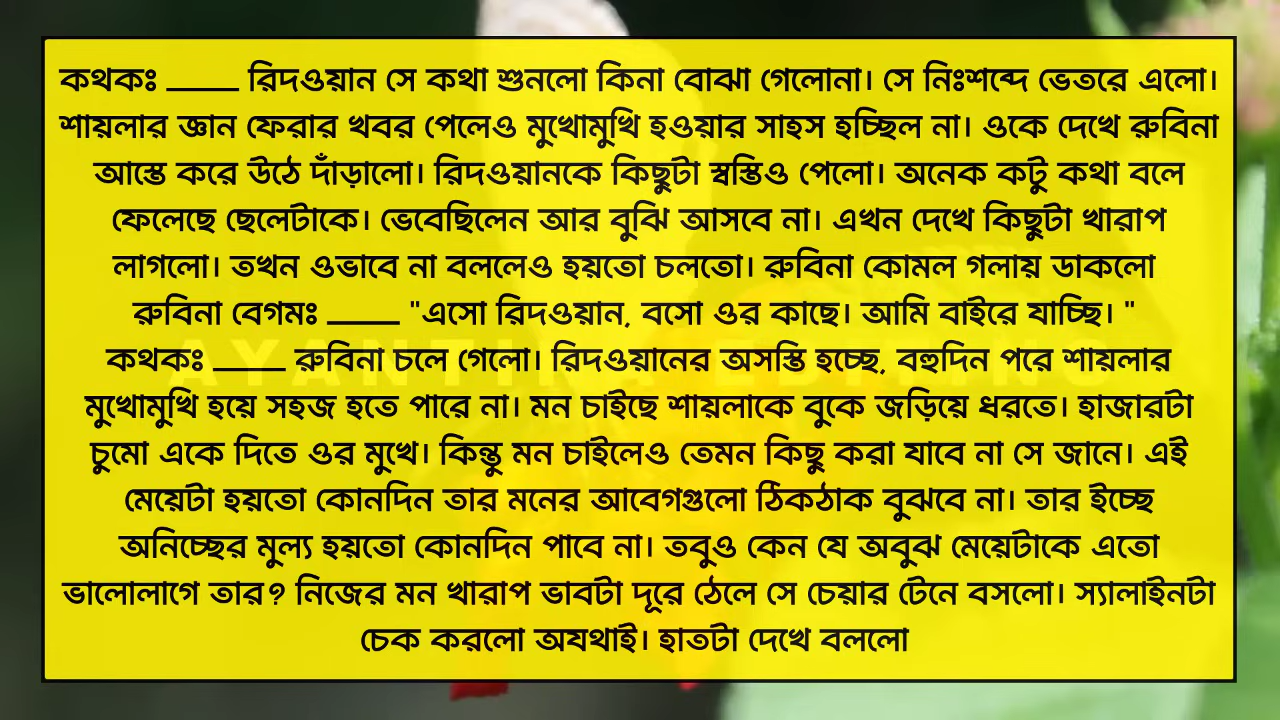 কথকঃ _____ রিদওয়ান সে কথা শুনলো কিনা বোঝা গেলোনা। সে নিঃশব্দে ভেতরে এলো।
শায়লার জ্ঞান ফেরার খবর পেলেও মুখোমুখি হওয়ার সাহস হচ্ছিল না। ওকে দেখে রুবিনা
আস্তে করে উঠে দাঁড়ালো। রিদওয়ানকে কিছুটা স্বস্তিও পেলো। অনেক কটু কথা বলে
ফেলেছে ছেলেটাকে। ভেবেছিলেন আর বুঝি আসবে না। এখন দেখে কিছুটা খারাপ
লাগলো। তখন ওভাবে না বললেও হয়তো চলতো। রুবিনা কোমল গলায় ডাকলো
রুবিনা বেগমঃ _____ "এসো রিদওয়ান, বসো ওর কাছে। আমি বাইরে যাচ্ছি। "
কথকঃ _____ রুবিনা চলে গেলো। রিদওয়ানের অসস্তি হচ্ছে, বহুদিন পরে শায়লার
মুখোমুখি হয়ে সহজ হতে পারে না। মন চাইছে শায়লাকে বুকে জড়িয়ে ধরতে। হাজারটা
চুমো একে দিতে ওর মুখে। কিন্তু মন চাইলেও তেমন কিছু করা যাবে না সে জানে। এই
মেয়েটা হয়তো কোনদিন তার মনের আবেগগুলো ঠিকঠাক বুঝবে না। তার ইচ্ছে
অনিচ্ছের মুল্য হয়তো কোনদিন পাবে না। তবুও কেন যে অবুঝ মেয়েটাকে এতো
ভালোলাগে তার? নিজের মন খারাপ ভাবটা দূরে ঠেলে সে চেয়ার টেনে বসলো। স্যালাইনটা
চেক করলো অযথাই। হাতটা দেখে বললো